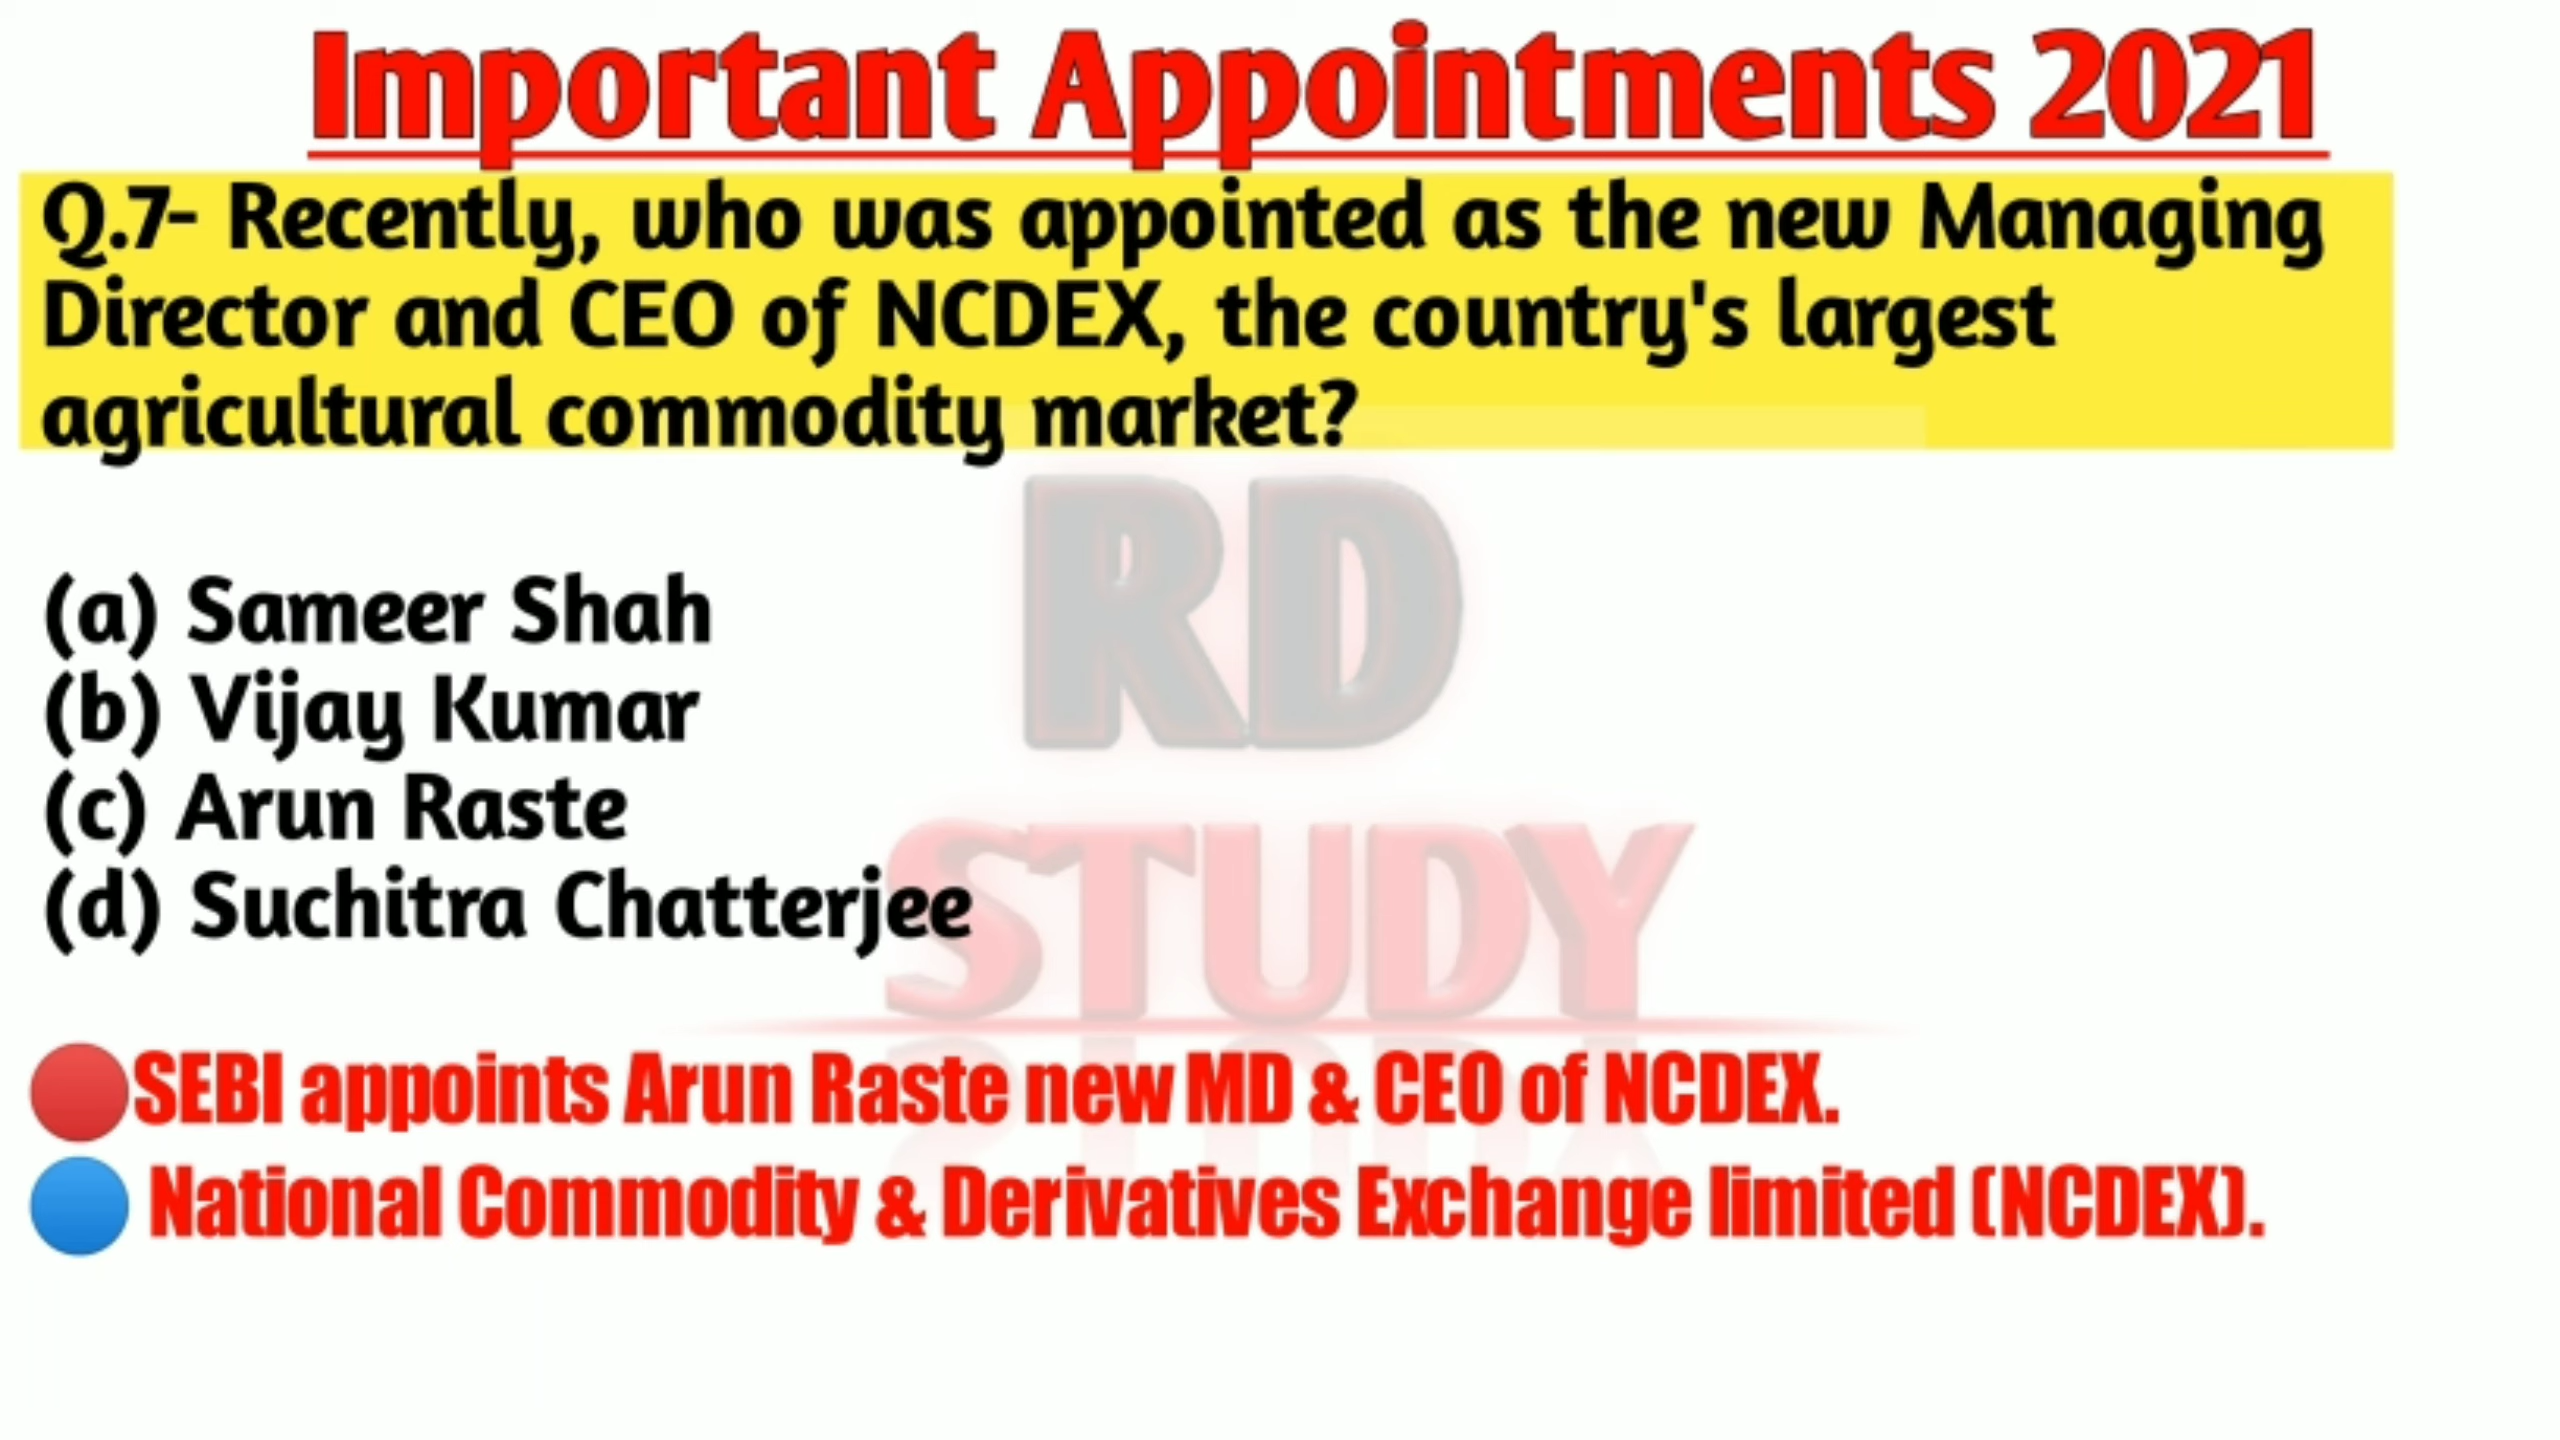 Important Appointments 2021
Q.7- Recently, who was appointed as the new Managing
Director and CEO of NCDEX, the country's largest
agricultural commodity market?
RD
(a) Sameer Shah
(b) Vijay Kumar
(c) Arun Raste
(d) Suchitra Chatterjee
STUDY
SEBI appoints Arun Raste new MD & CEO of NCDEX.
National Commodity & Derivatives Exchange limited (NCDEX).